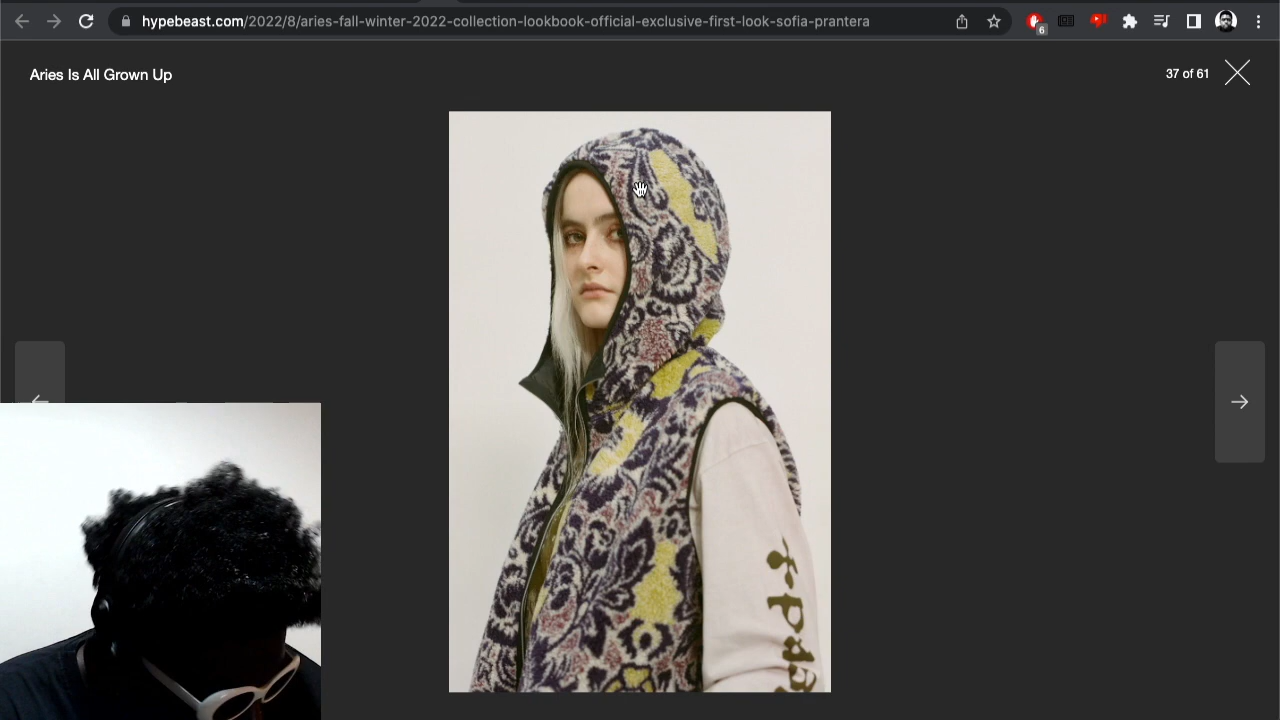 hypebeast.com/2022/8/aries-fall-winter-2022-collection-lookbook-official-exclusive-first-look-sofia-prantera
6
Aries Is All Grown Up
37 of 61